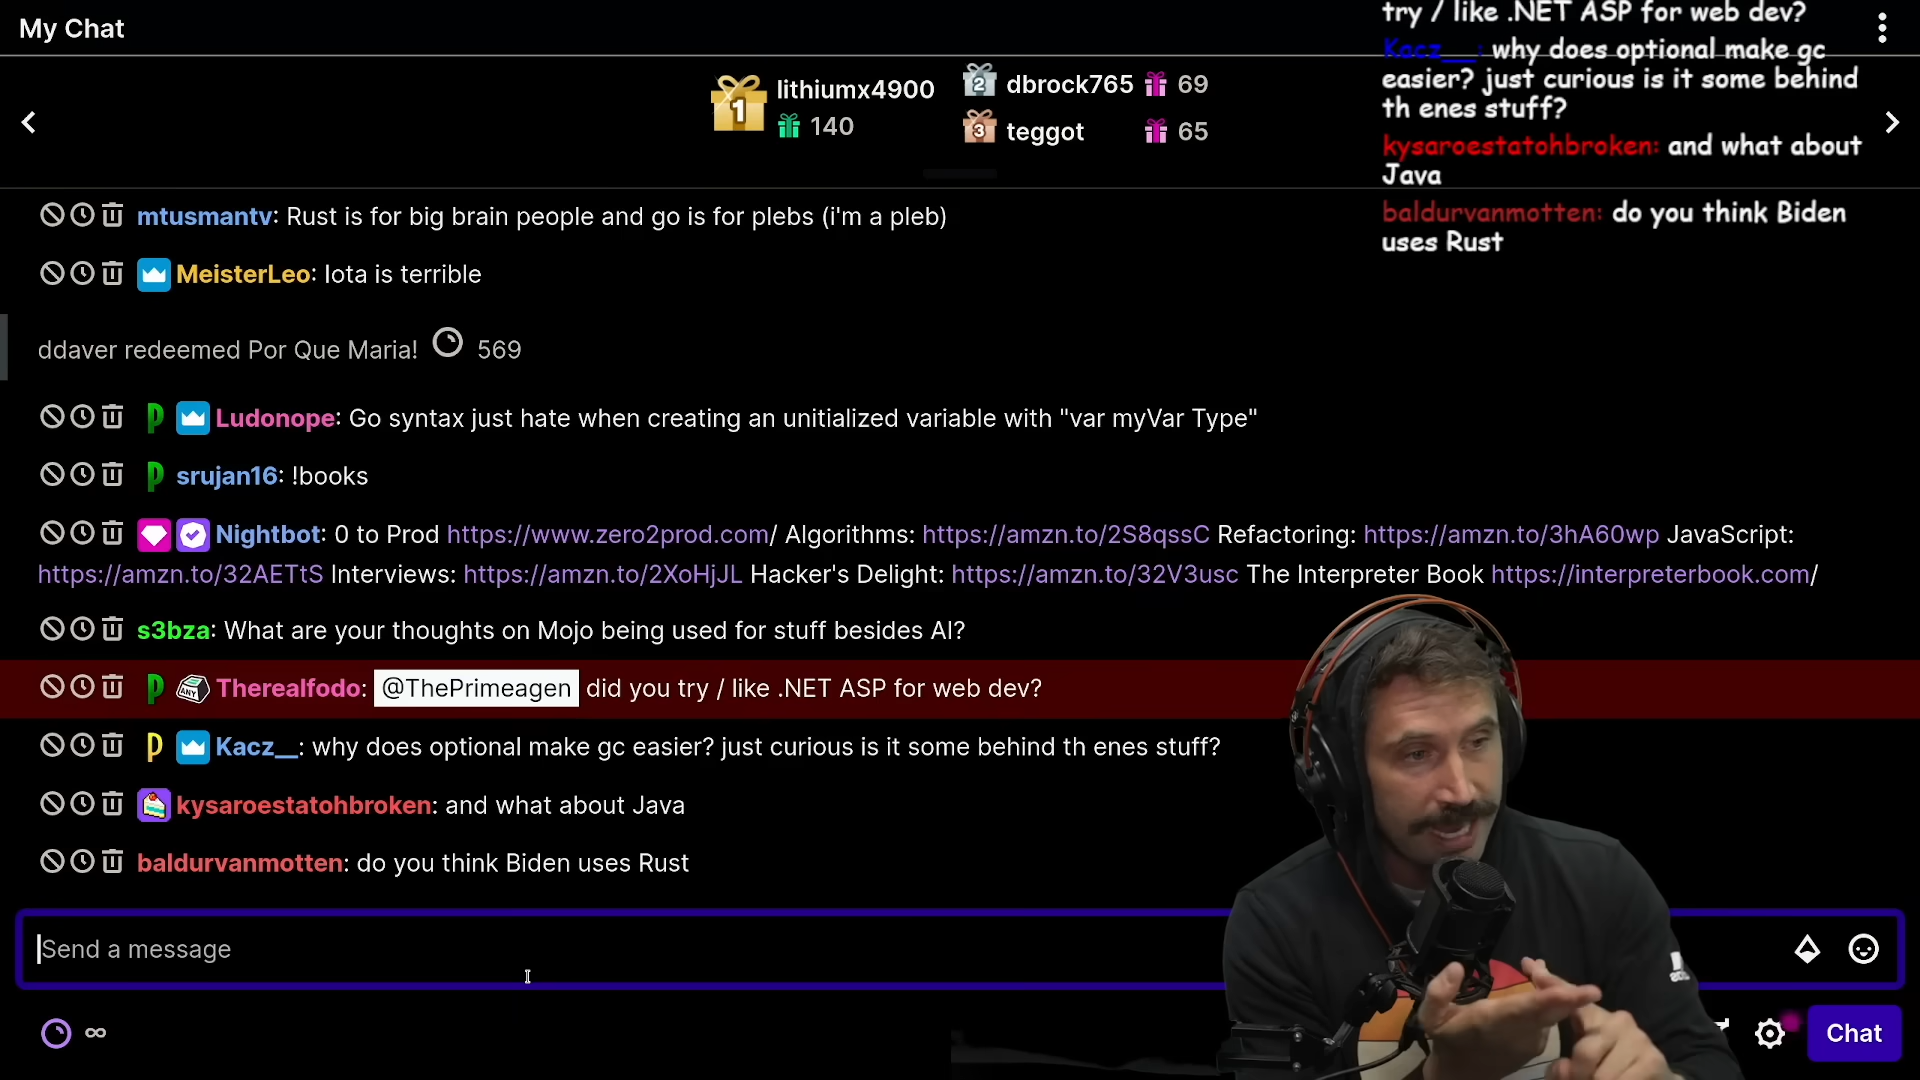 My Chat
try / like .NET ASP for web dev?
Kacz__: why does optional make gc
easier? just curious is it some behind
th enes stuff?
kysaroestatohbroken: and what about
Java
baldurvanmotten: do you think Biden
uses Rust
1 lithiumx4900
140
2 dbrock765 69
3 teggot 65
mtusmantv: Rust is for big brain people and go is for plebs (i'm a pleb)
MeisterLeo: Iota is terrible
ddaver redeemed Por Que Maria! 569
Ludonope: Go syntax just hate when creating an unitialized variable with "var myVar Type"
srujan16: !books
Nightbot: 0 to Prod https://www.zero2prod.com/ Algorithms: https://amzn.to/2S8qssC Refactoring: https://amzn.to/3hA60wp JavaScript:
https://amzn.to/32AETtS Interviews: https://amzn.to/2XoHjJL Hacker's Delight: https://amzn.to/32V3usc The Interpreter Book https://interpreterbook.com/
s3bza: What are your thoughts on Mojo being used for stuff besides AI?
ANY Therealfodo: @ThePrimeagen did you try / like .NET ASP for web dev?
Kacz__: why does optional make gc easier? just curious is it some behind th enes stuff?
kysaroestatohbroken: and what about Java
baldurvanmotten: do you think Biden uses Rust
Send a message
∞
Chat